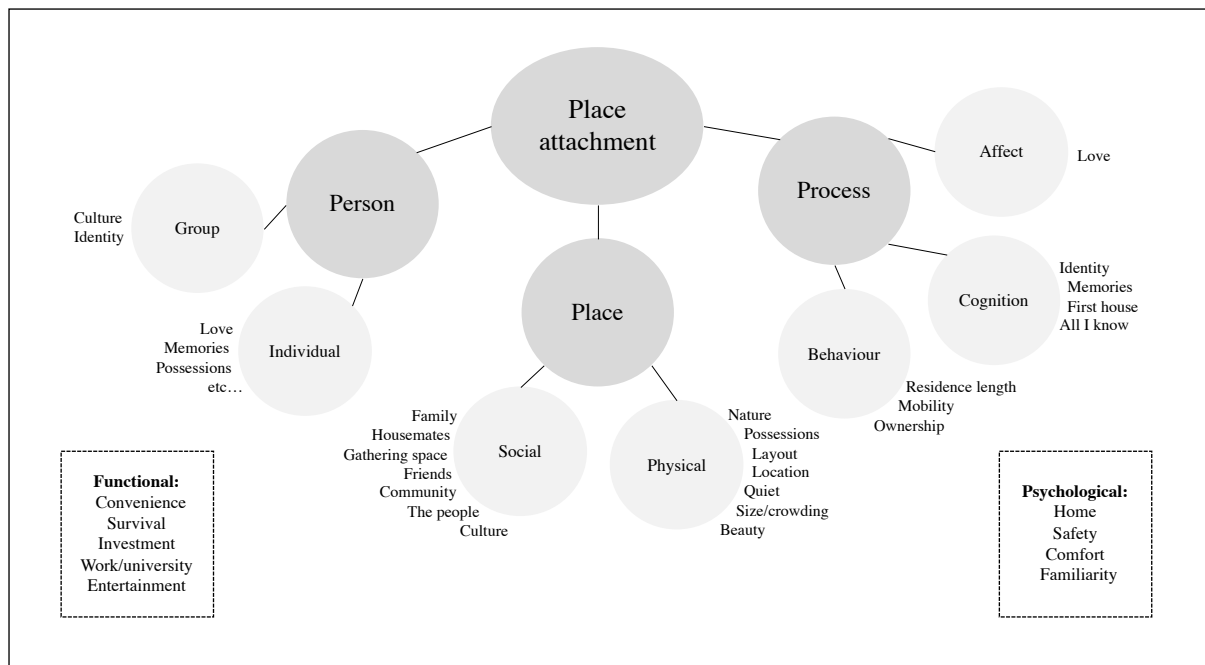 Place
attachment
Person
Group
Culture
Identity
Individual
Love
Memories
Possessions
etc…
Place
Social
Family
Housemates
Gathering space
Friends
Community
The people
Culture
Physical
Nature
Possessions
Layout
Location
Quiet
Size/crowding
Beauty
Process
Affect
Love
Cognition
Identity
Memories
First house
All I know
Behaviour
Residence length
Mobility
Ownership
Functional:
Convenience
Survival
Investment
Work/university
Entertainment
Psychological:
Home
Safety
Comfort
Familiarity